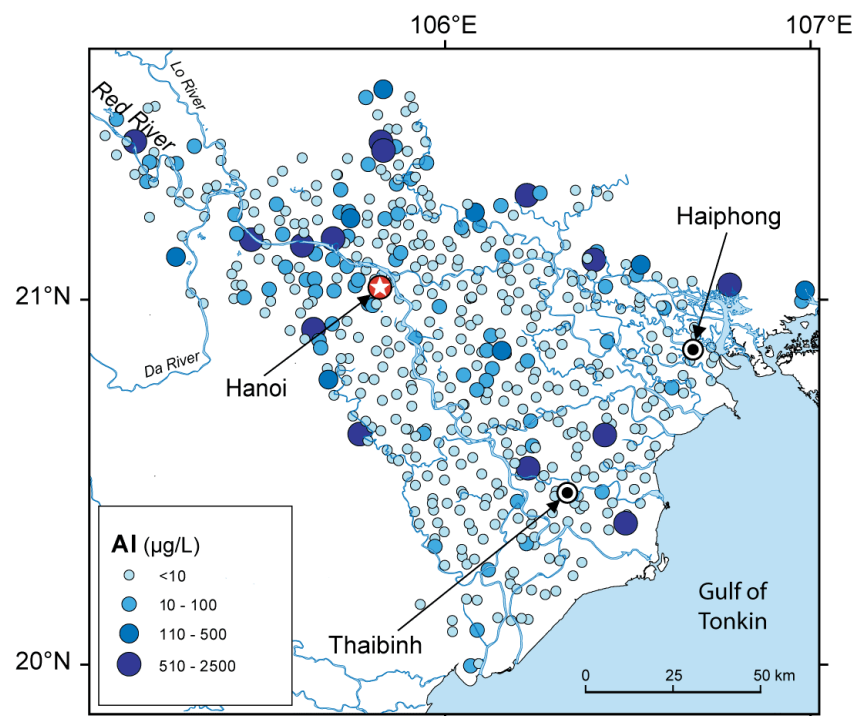 106°E
107°E
Lo River
Red River
Haiphong
21°N
Da River
Hanoi
Al (µg/L)
<10
10 - 100
110 - 500
510 - 2500
Gulf of
Tonkin
Thaibinh
20°N
0
25
50 km